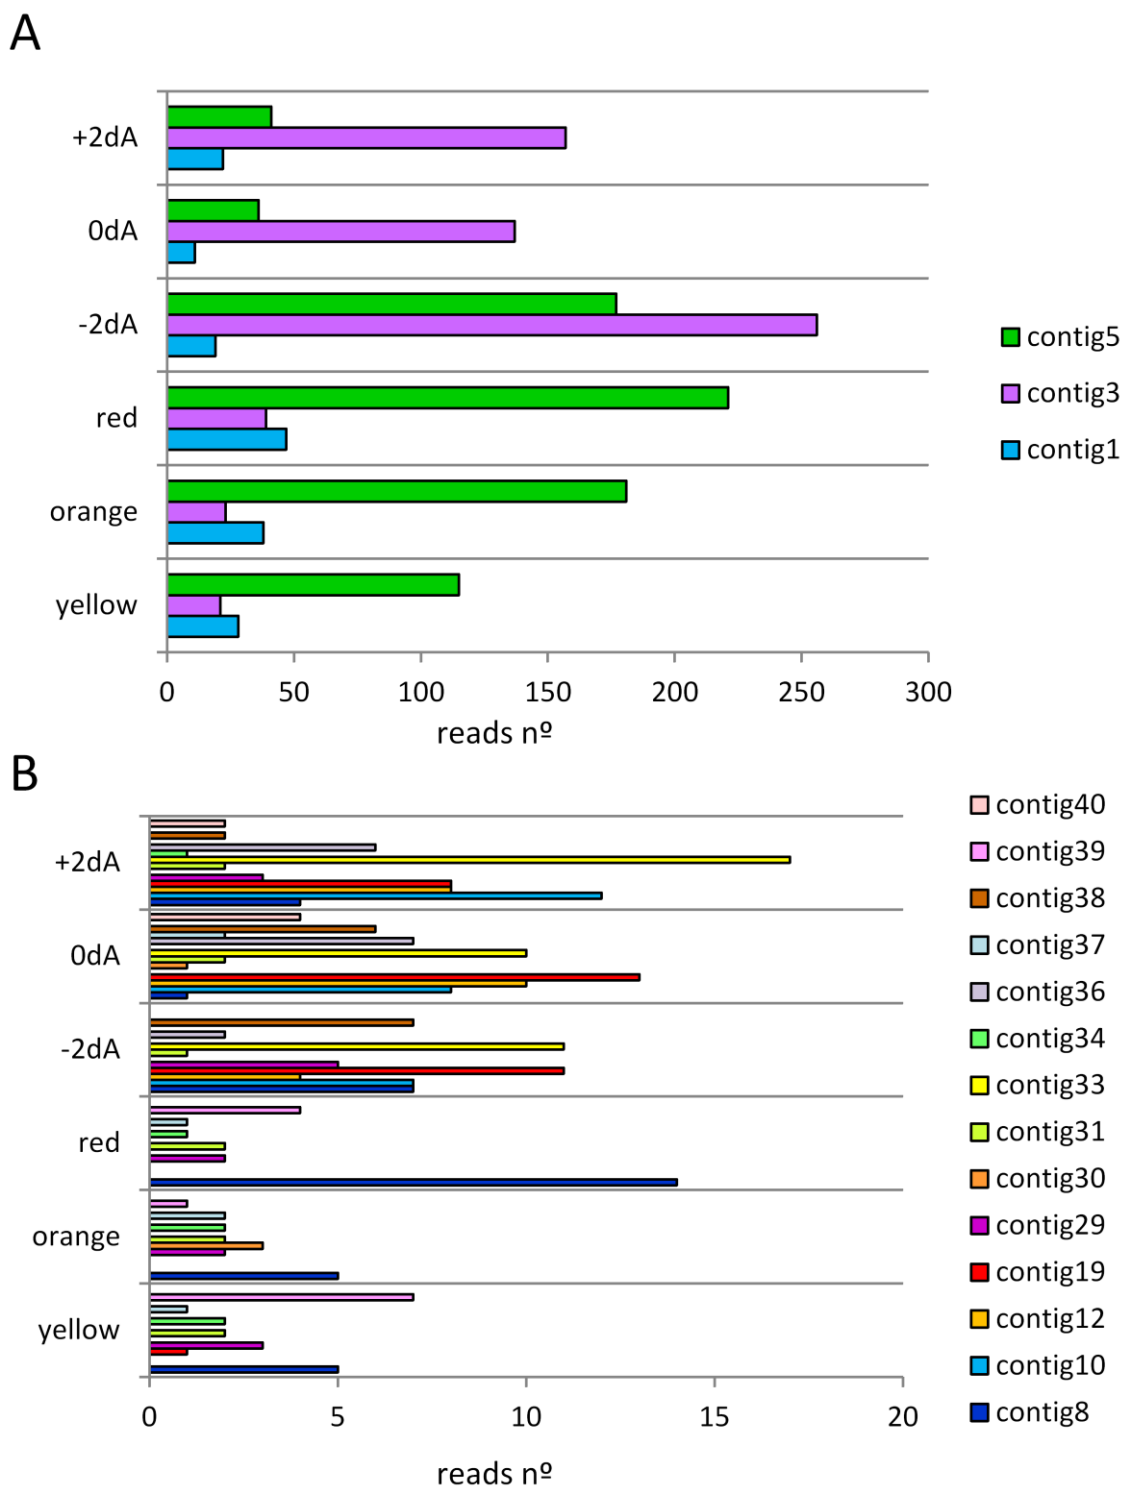 A
+2dA
0dA
-2dA
red
orange
yellow
0 50 100 150 200 250 300
reads nº
contig5
contig3
contig1
B
+2dA
0dA
-2dA
red
orange
yellow
0 5 10 15 20
reads nº
contig40
contig39
contig38
contig37
contig36
contig34
contig33
contig31
contig30
contig29
contig19
contig12
contig10
contig8